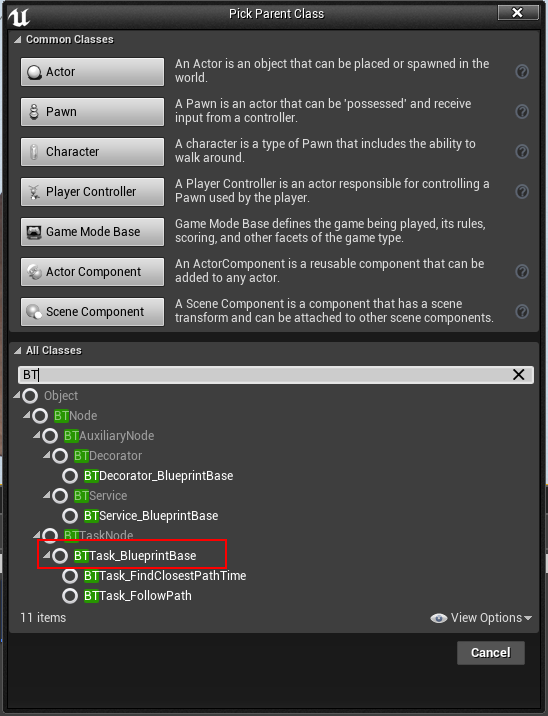 Pick Parent Class
Common Classes
Actor
An Actor is an object that can be placed or spawned in the
world.
Pawn
A Pawn is an actor that can be 'possessed' and receive
input from a controller.
Character
A character is a type of Pawn that includes the ability to
walk around.
Player Controller
A Player Controller is an actor responsible for controlling a
Pawn used by the player.
Game Mode Base
Game Mode Base defines the game being played, its rules,
scoring, and other facets of the game type.
Actor Component
An ActorComponent is a reusable component that can be
added to any actor.
Scene Component
A Scene Component is a component that has a scene
transform and can be attached to other scene components.
All Classes
BT
Object
BTNode
BTAuxiliaryNode
BTDecorator
BTDecorator_BlueprintBase
BTService
BTService_BlueprintBase
BTTaskNode
BTTask_BlueprintBase
BTTask_FindClosestPathTime
BTTask_FollowPath
11 items
View Options
Cancel